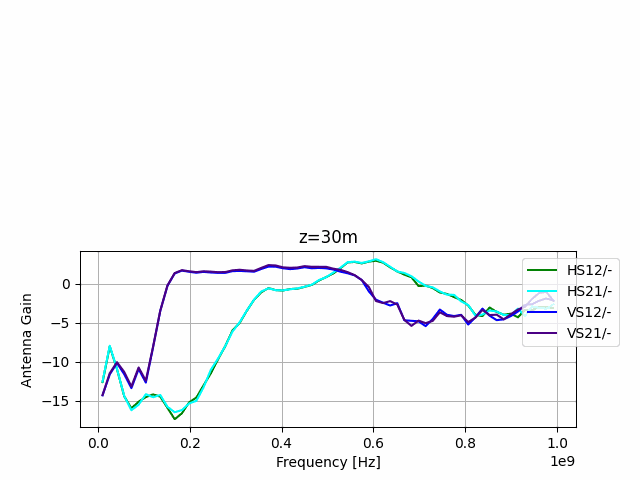 z=30m
Antenna Gain
0
−5
−10
−15
0.0 0.2 0.4 0.6 0.8 1.0
1e9
Frequency [Hz]
HS12/-
HS21/-
VS12/-
VS21/-